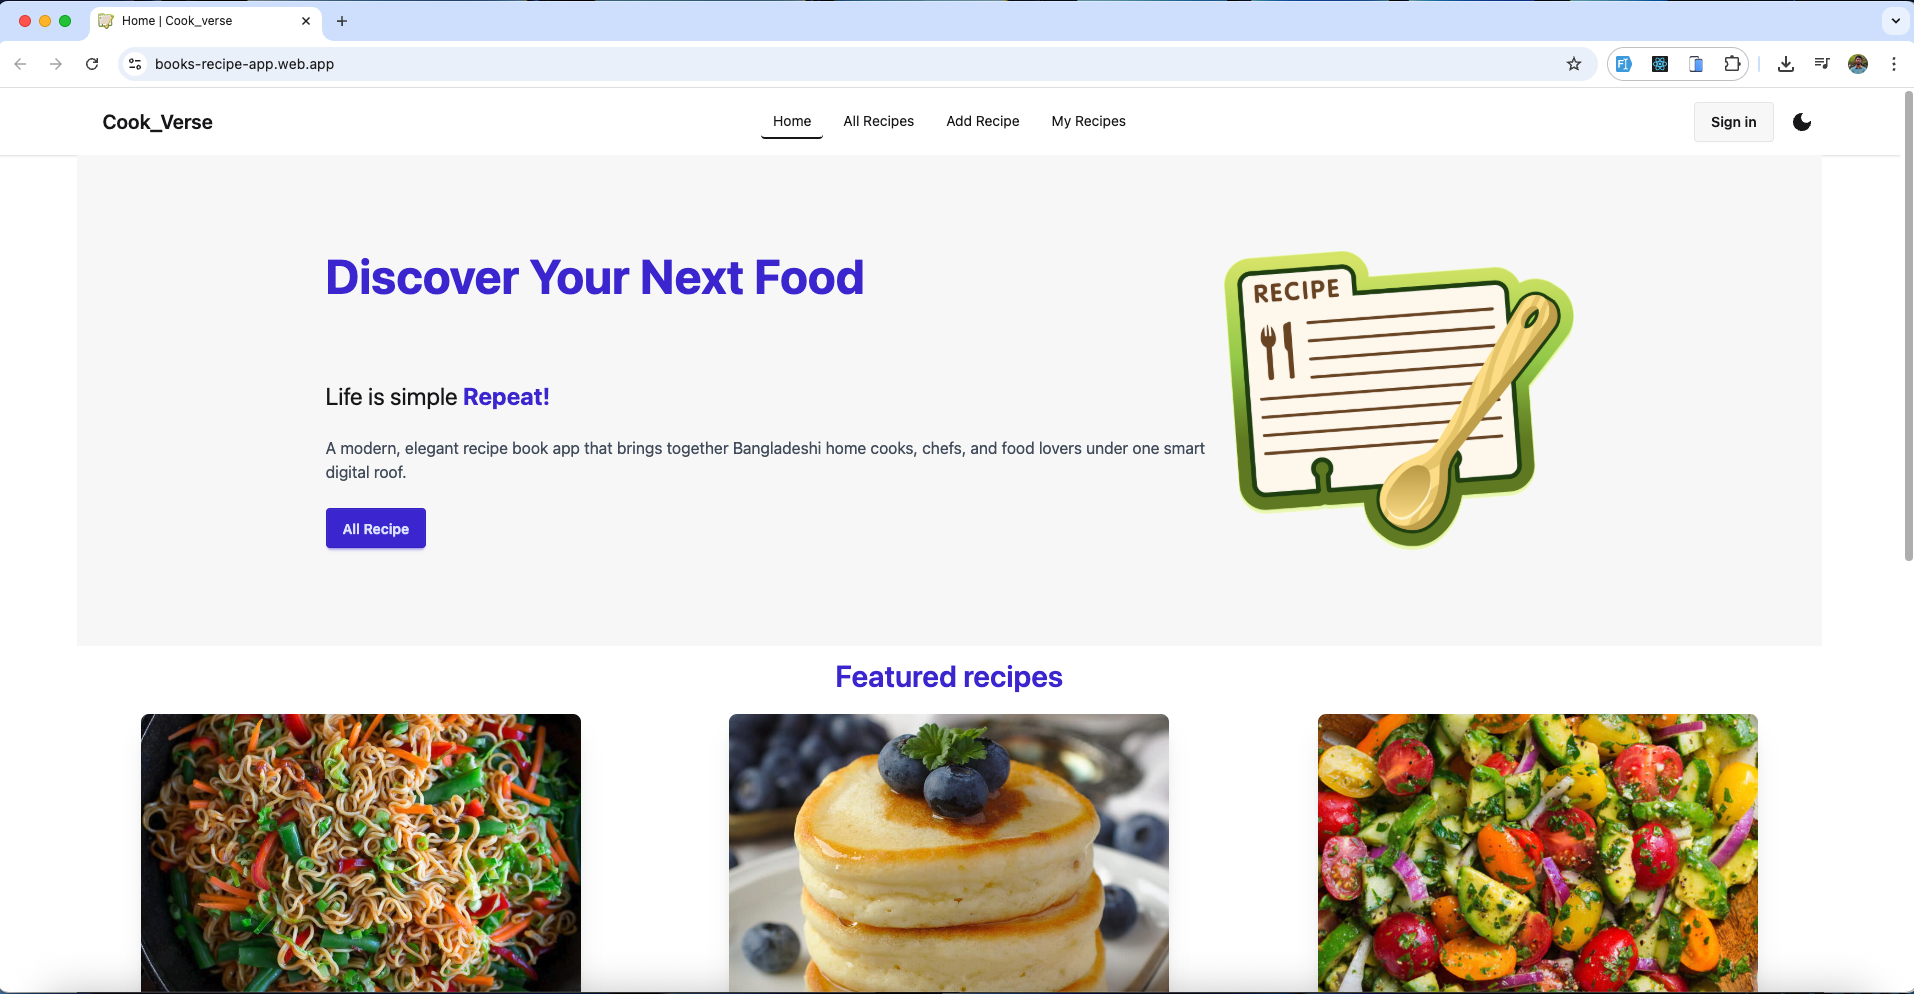 Home | Cook_verse
books-recipe-app.web.app
Cook_Verse
Home
All Recipes
Add Recipe
My Recipes
Sign in
Discover Your Next Food
RECIPE
Life is simple Repeat!
A modern, elegant recipe book app that brings together Bangladeshi home cooks, chefs, and food lovers under one smart
digital roof.
All Recipe
Featured recipes